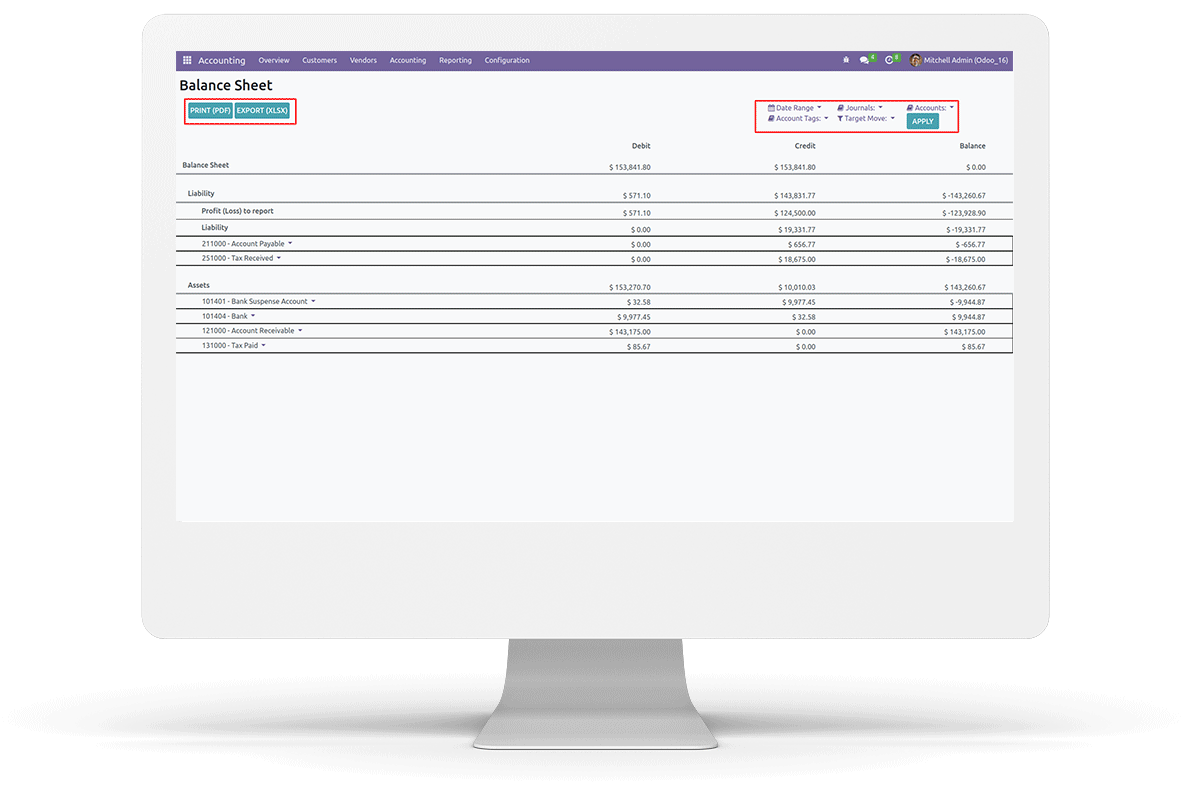 Accounting Overview Customers Vendors Accounting Reporting Configuration 4 8 Mitchell Admin (Odoo_16)
Balance Sheet
PRINT (PDF) EXPORT (XLSX) Date Range Journals: Accounts:
Account Tags: Target Move: APPLY
Debit Credit Balance
Balance Sheet $ 153,841.80 $ 153,841.80 $ 0.00
Liability $ 571.10 $ 143,831.77 $ -143,260.67
Profit (Loss) to report $ 571.10 $ 124,500.00 $ -123,928.90
Liability $ 0.00 $ 19,331.77 $ -19,331.77
211000 - Account Payable $ 0.00 $ 656.77 $ -656.77
251000 - Tax Received $ 0.00 $ 18,675.00 $ -18,675.00
Assets $ 153,270.70 $ 10,010.03 $ 143,260.67
101401 - Bank Suspense Account $ 32.58 $ 9,977.45 $ -9,944.87
101404 - Bank $ 9,977.45 $ 32.58 $ 9,944.87
121000 - Account Receivable $ 143,175.00 $ 0.00 $ 143,175.00
131000 - Tax Paid $ 85.67 $ 0.00 $ 85.67